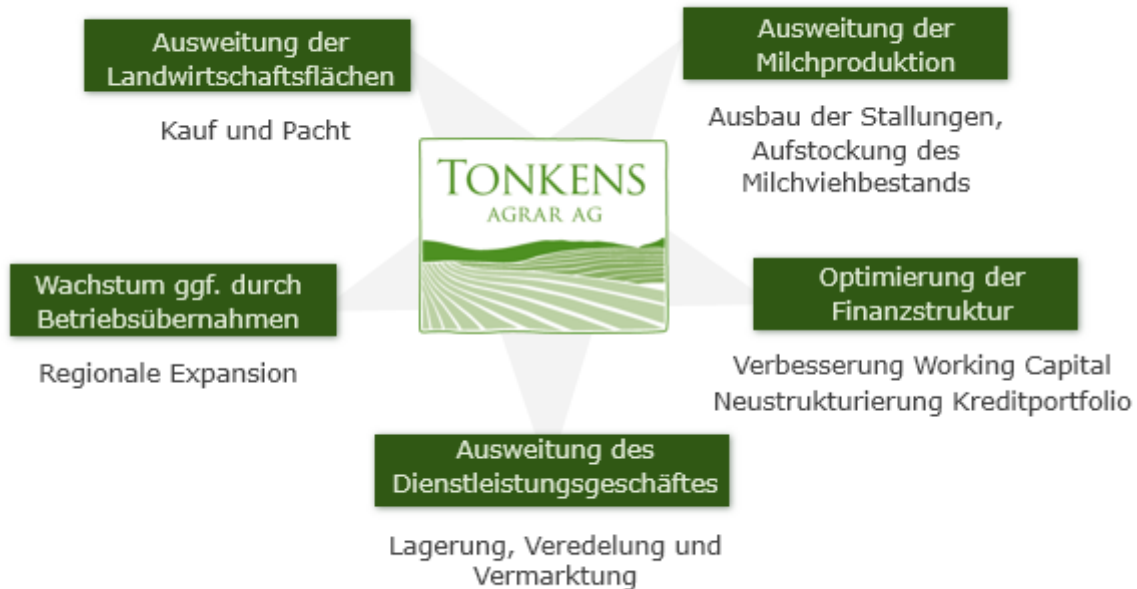 Ausweitung der
Landwirtschaftsflächen
Kauf und Pacht
Ausweitung der
Milchproduktion
Ausbau der Stallungen,
Aufstockung des
Milchviehbestands
TONKENS
AGRAR AG
Wachstum ggf. durch
Betriebsübernahmen
Regionale Expansion
Optimierung der
Finanzstruktur
Verbesserung Working Capital
Neustrukturierung Kreditportfolio
Ausweitung des
Dienstleistungsgeschäftes
Lagerung, Veredelung und
Vermarktung